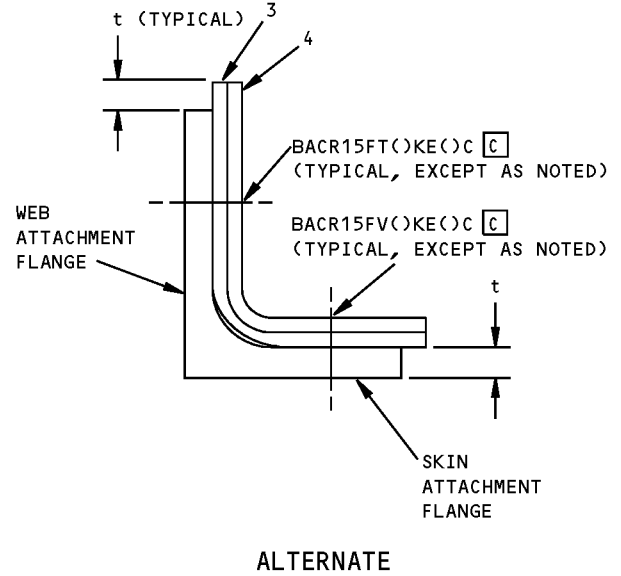 t (TYPICAL)
3
4
BACR15FT()KE()C C
(TYPICAL, EXCEPT AS NOTED)
WEB
ATTACHMENT
FLANGE
BACR15FV()KE()C C
(TYPICAL, EXCEPT AS NOTED)
t
SKIN
ATTACHMENT
FLANGE
ALTERNATE